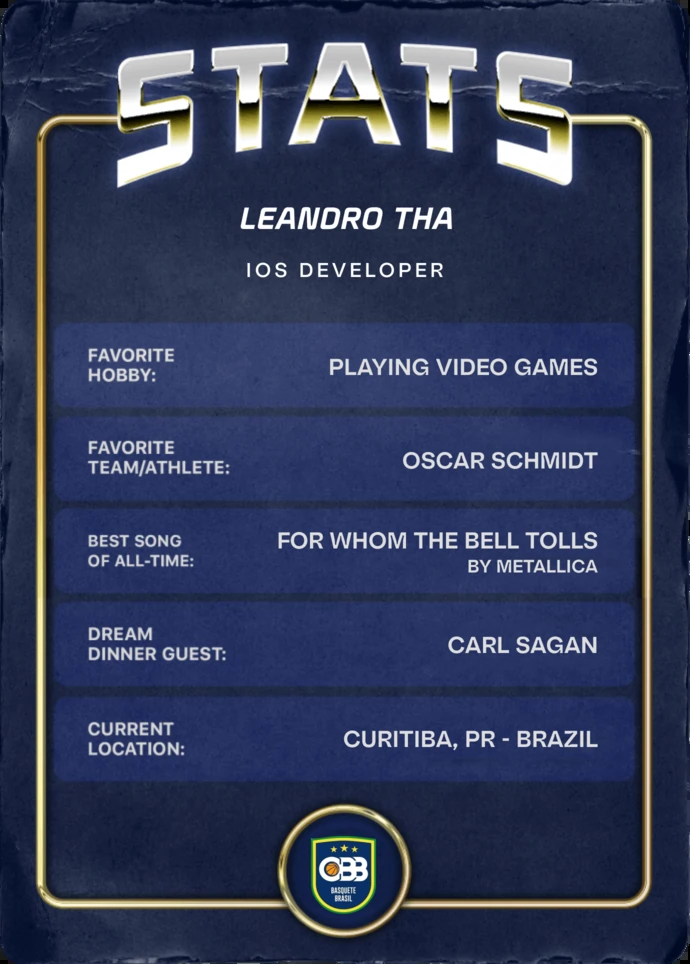 STATS
LEANDRO THA
IOS DEVELOPER
FAVORITE
HOBBY:
PLAYING VIDEO GAMES
FAVORITE
TEAM/ATHLETE:
OSCAR SCHMIDT
BEST SONG
OF ALL-TIME:
FOR WHOM THE BELL TOLLS
BY METALLICA
DREAM
DINNER GUEST:
CARL SAGAN
CURRENT
LOCATION:
CURITIBA, PR - BRAZIL
CBB
BASQUETE
BRASIL